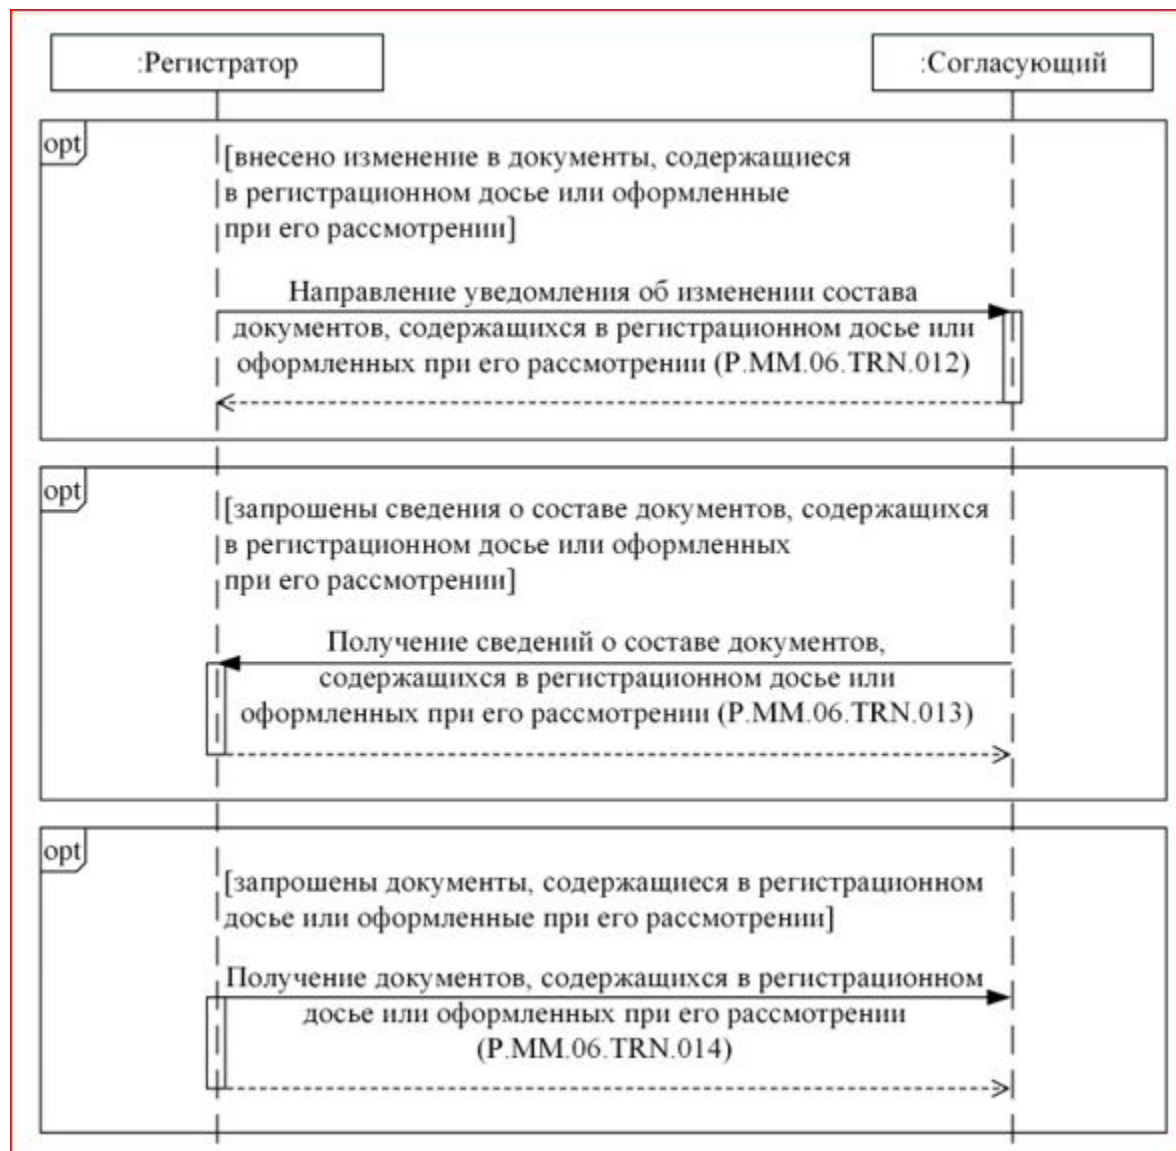 :Регистратор
:Согласующий
opt
[внесено изменение в документы, содержащиеся
в регистрационном досье или оформленные
при его рассмотрении]
Направление уведомления об изменении состава
документов, содержащихся в регистрационном досье или
оформленных при его рассмотрении (P.MM.06.TRN.012)
opt
[запрошены сведения о составе документов, содержащихся
в регистрационном досье или оформленных
при его рассмотрении]
Получение сведений о составе документов,
содержащихся в регистрационном досье или
оформленных при его рассмотрении (P.MM.06.TRN.013)
opt
[запрошены документы, содержащиеся в регистрационном
досье или оформленные при его рассмотрении]
Получение документов, содержащихся в регистрационном
досье или оформленных при его рассмотрении
(P.MM.06.TRN.014)